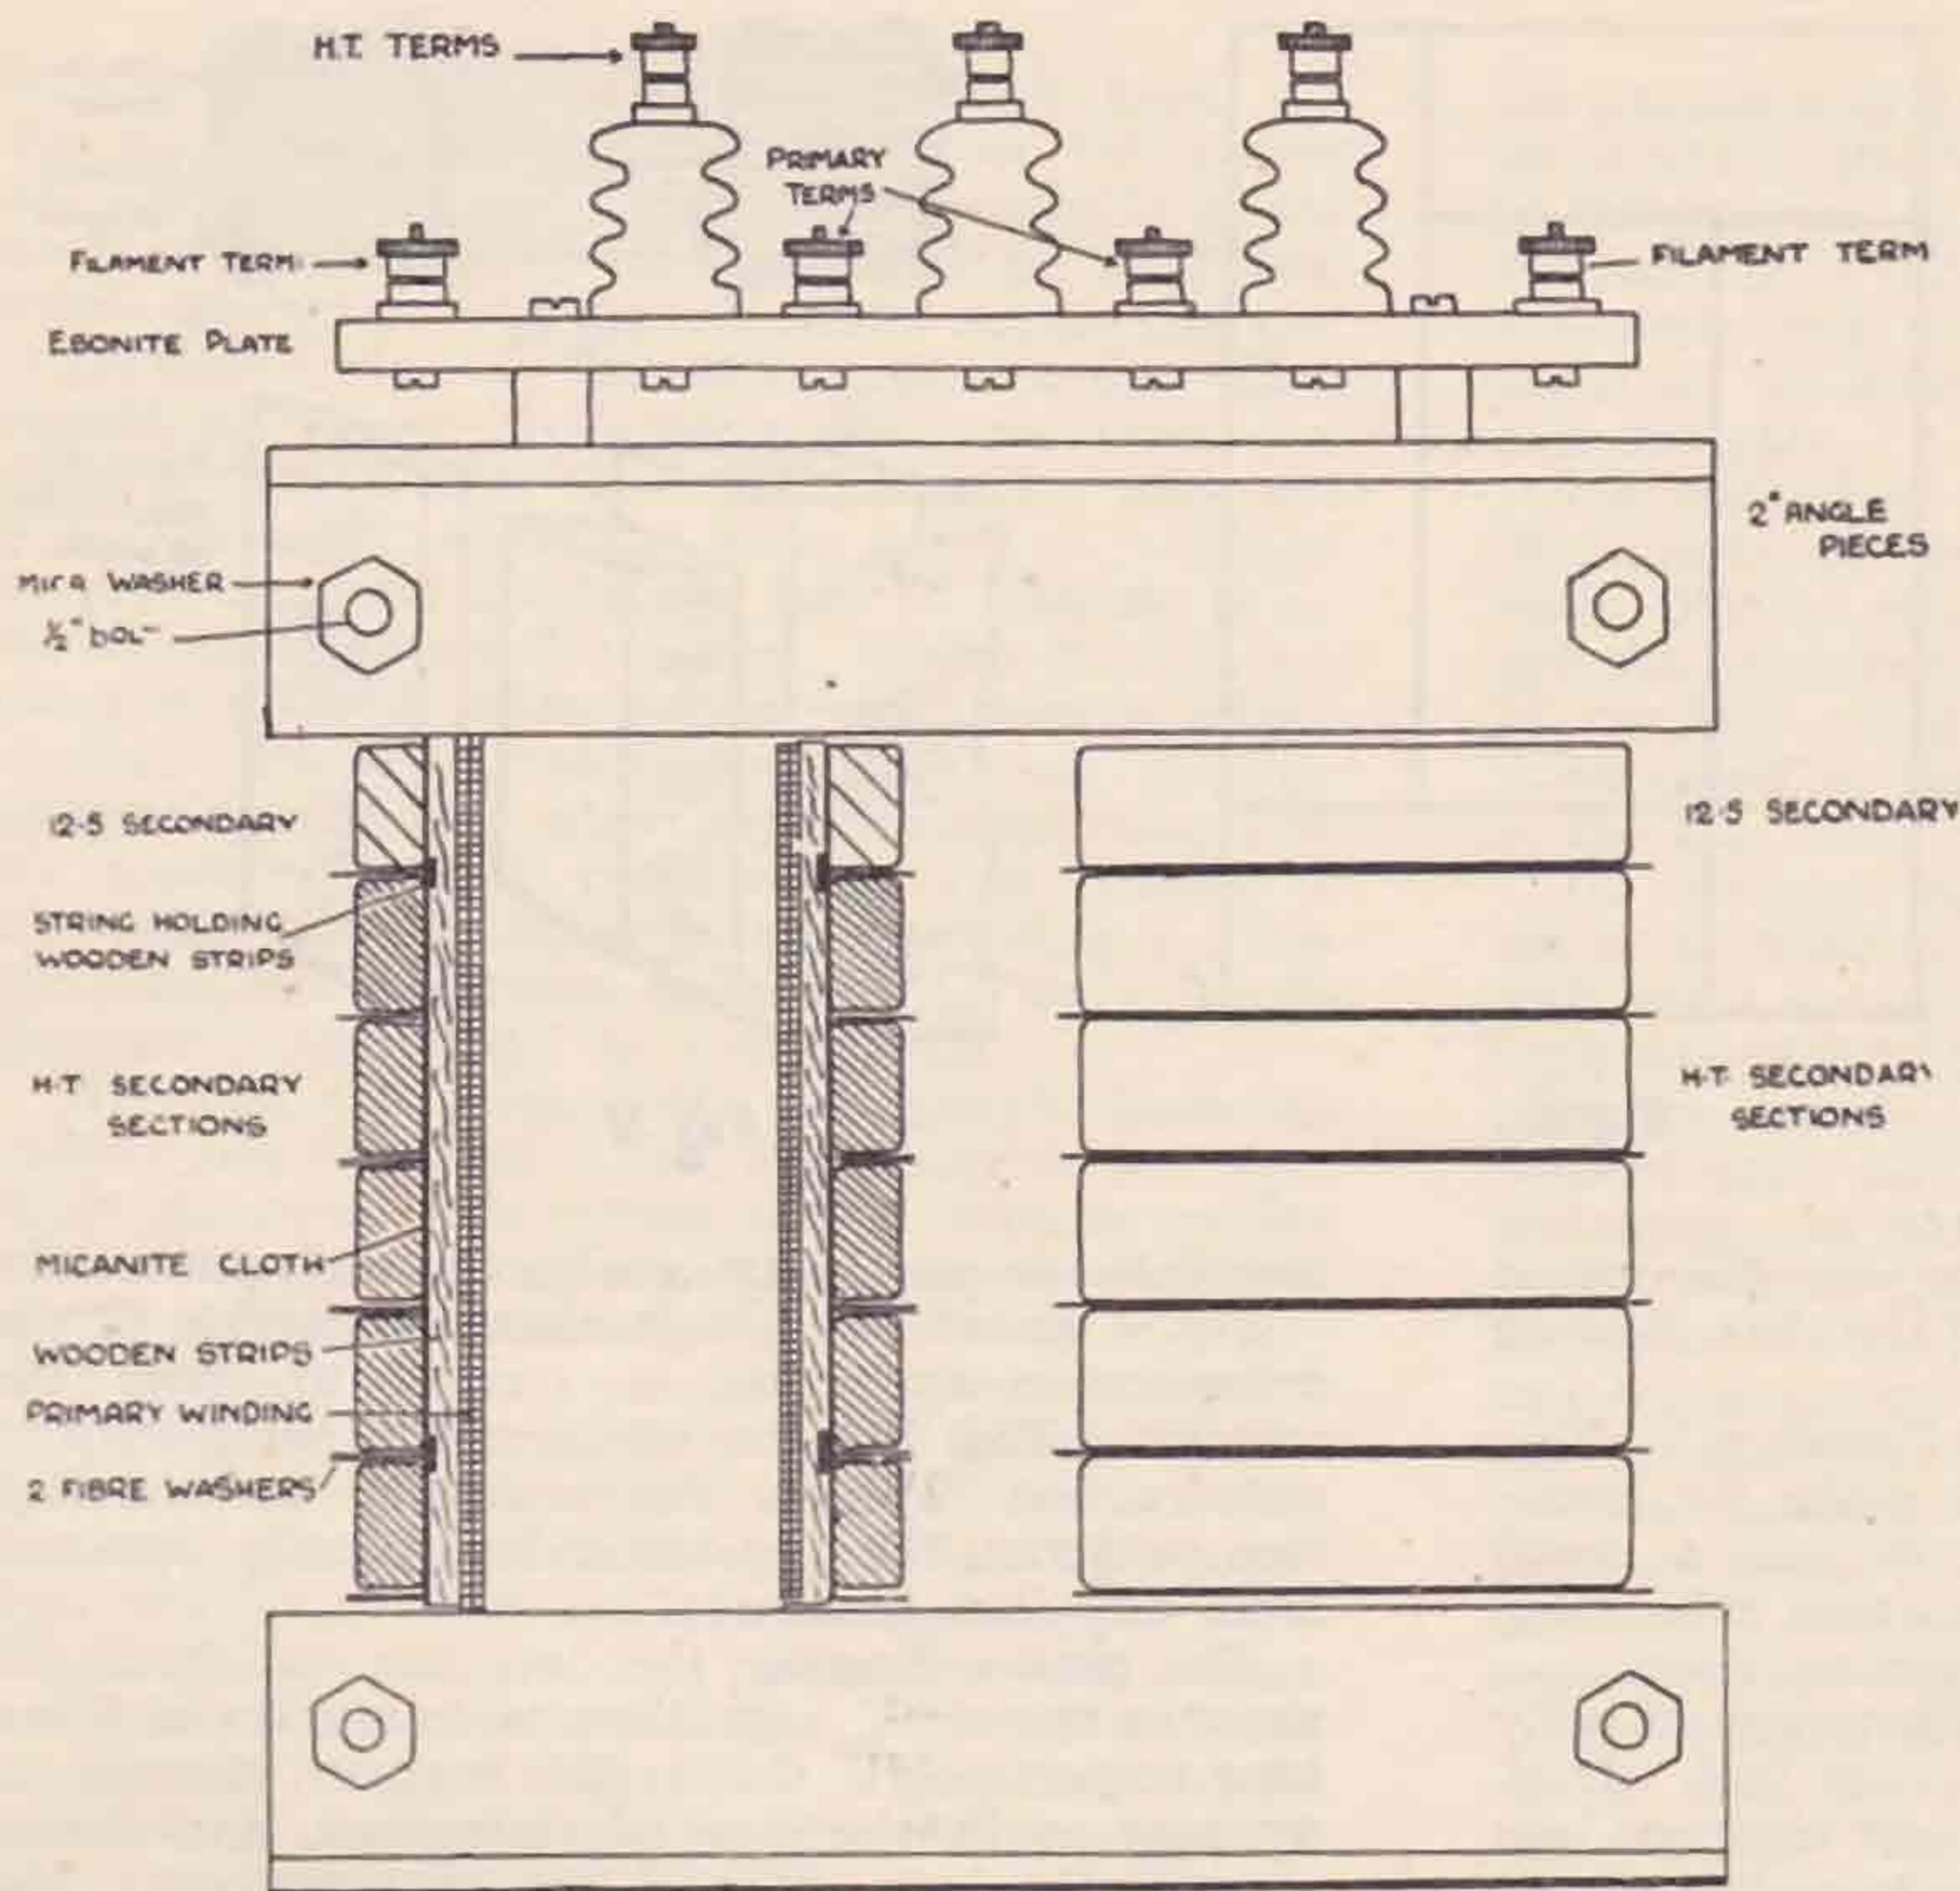 H.T. TERMS
PRIMARY
TERMS
FILAMENT TERM.
FILAMENT TERM
EBONITE PLATE
2" ANGLE
PIECES
MICA WASHER
½" BOLT
12·5 SECONDARY
12·5 SECONDARY
STRING HOLDING
WOODEN STRIPS
H·T SECONDARY
SECTIONS
H·T. SECONDARY
SECTIONS
MICANITE CLOTH
WOODEN STRIPS
PRIMARY WINDING
2 FIBRE WASHERS